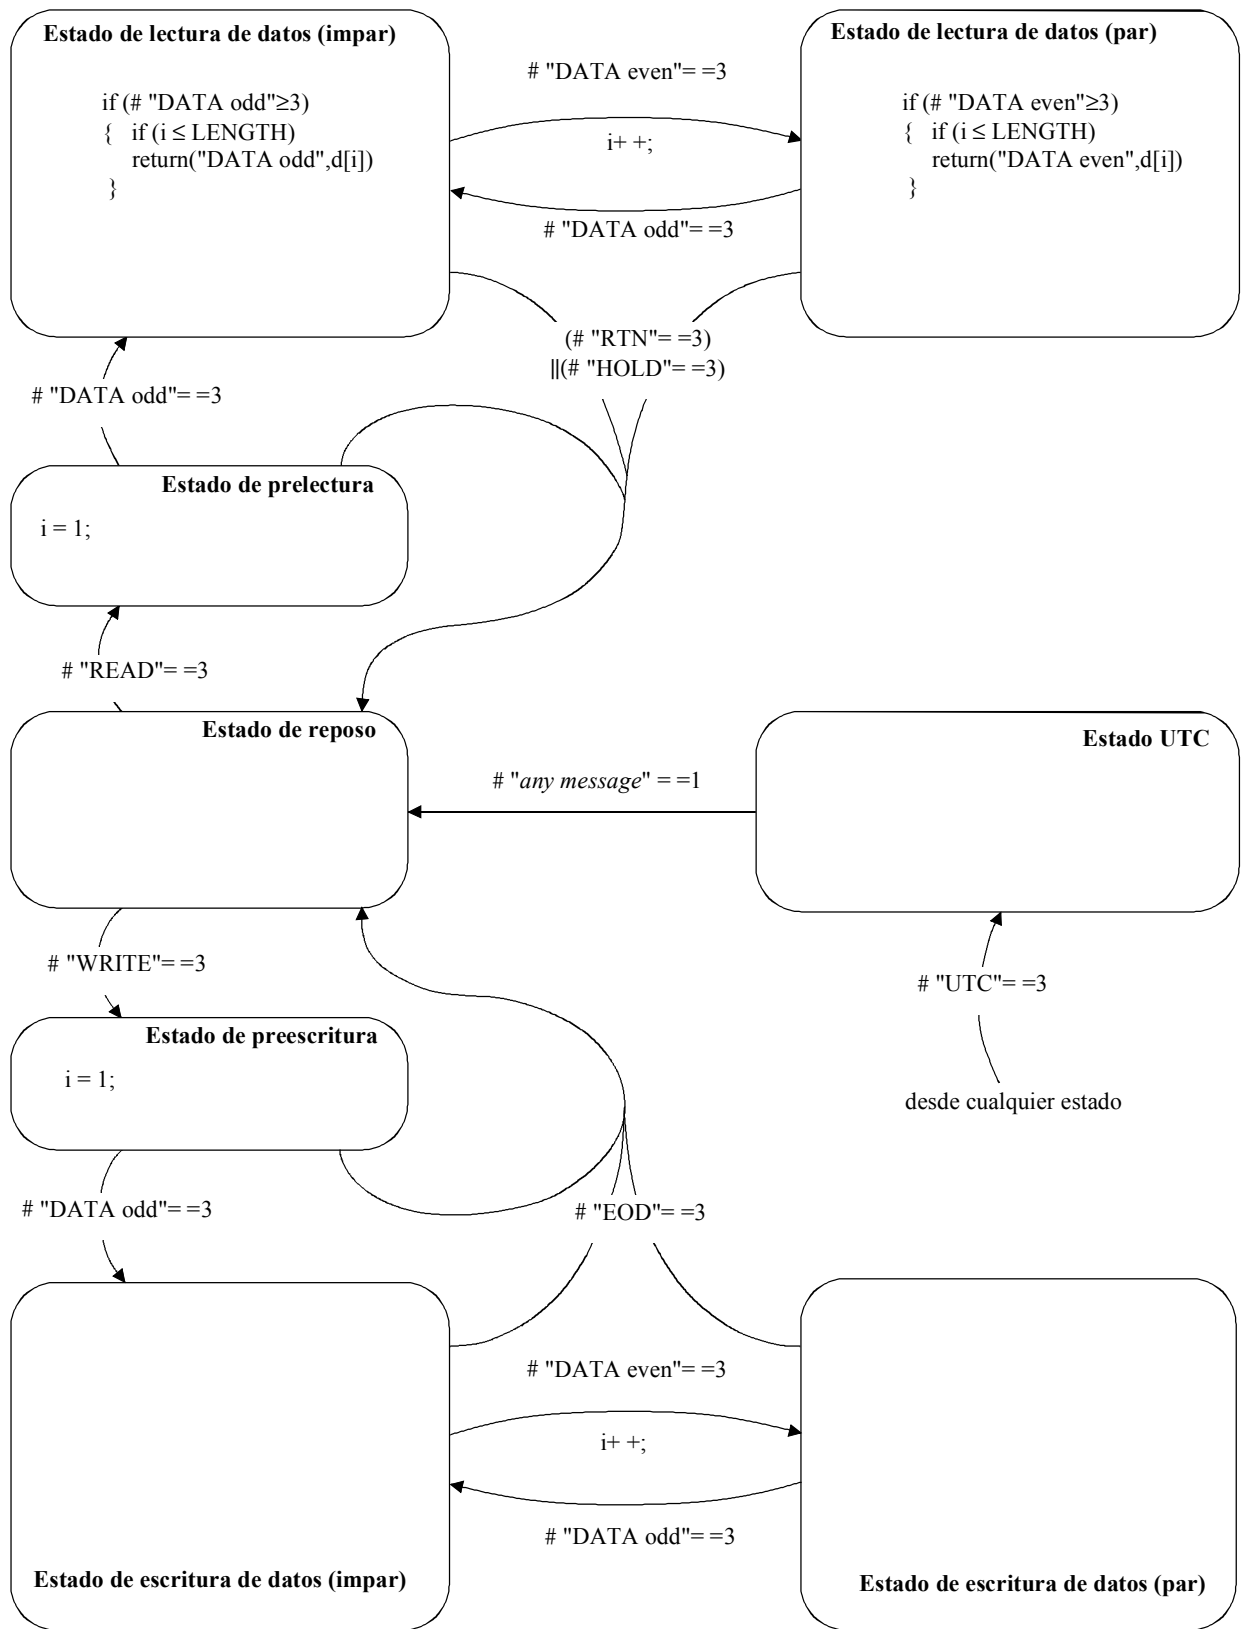 Estado de lectura de datos (impar)
if (# "DATA odd"≥3)
{ if (i ≤ LENGTH)
return("DATA odd",d[i])
}
# "DATA even"= =3
i+ +;
# "DATA odd"= =3
Estado de lectura de datos (par)
if (# "DATA even"≥3)
{ if (i ≤ LENGTH)
return("DATA even",d[i])
}
(# "RTN"= =3)
||(# "HOLD"= =3)
# "DATA odd"= =3
Estado de prelectura
i = 1;
# "READ"= =3
Estado de reposo
# "any message" = =1
Estado UTC
# "WRITE"= =3
# "UTC"= =3
Estado de preescritura
i = 1;
desde cualquier estado
# "DATA odd"= =3
# "EOD"= =3
# "DATA even"= =3
i+ +;
# "DATA odd"= =3
Estado de escritura de datos (impar)
Estado de escritura de datos (par)